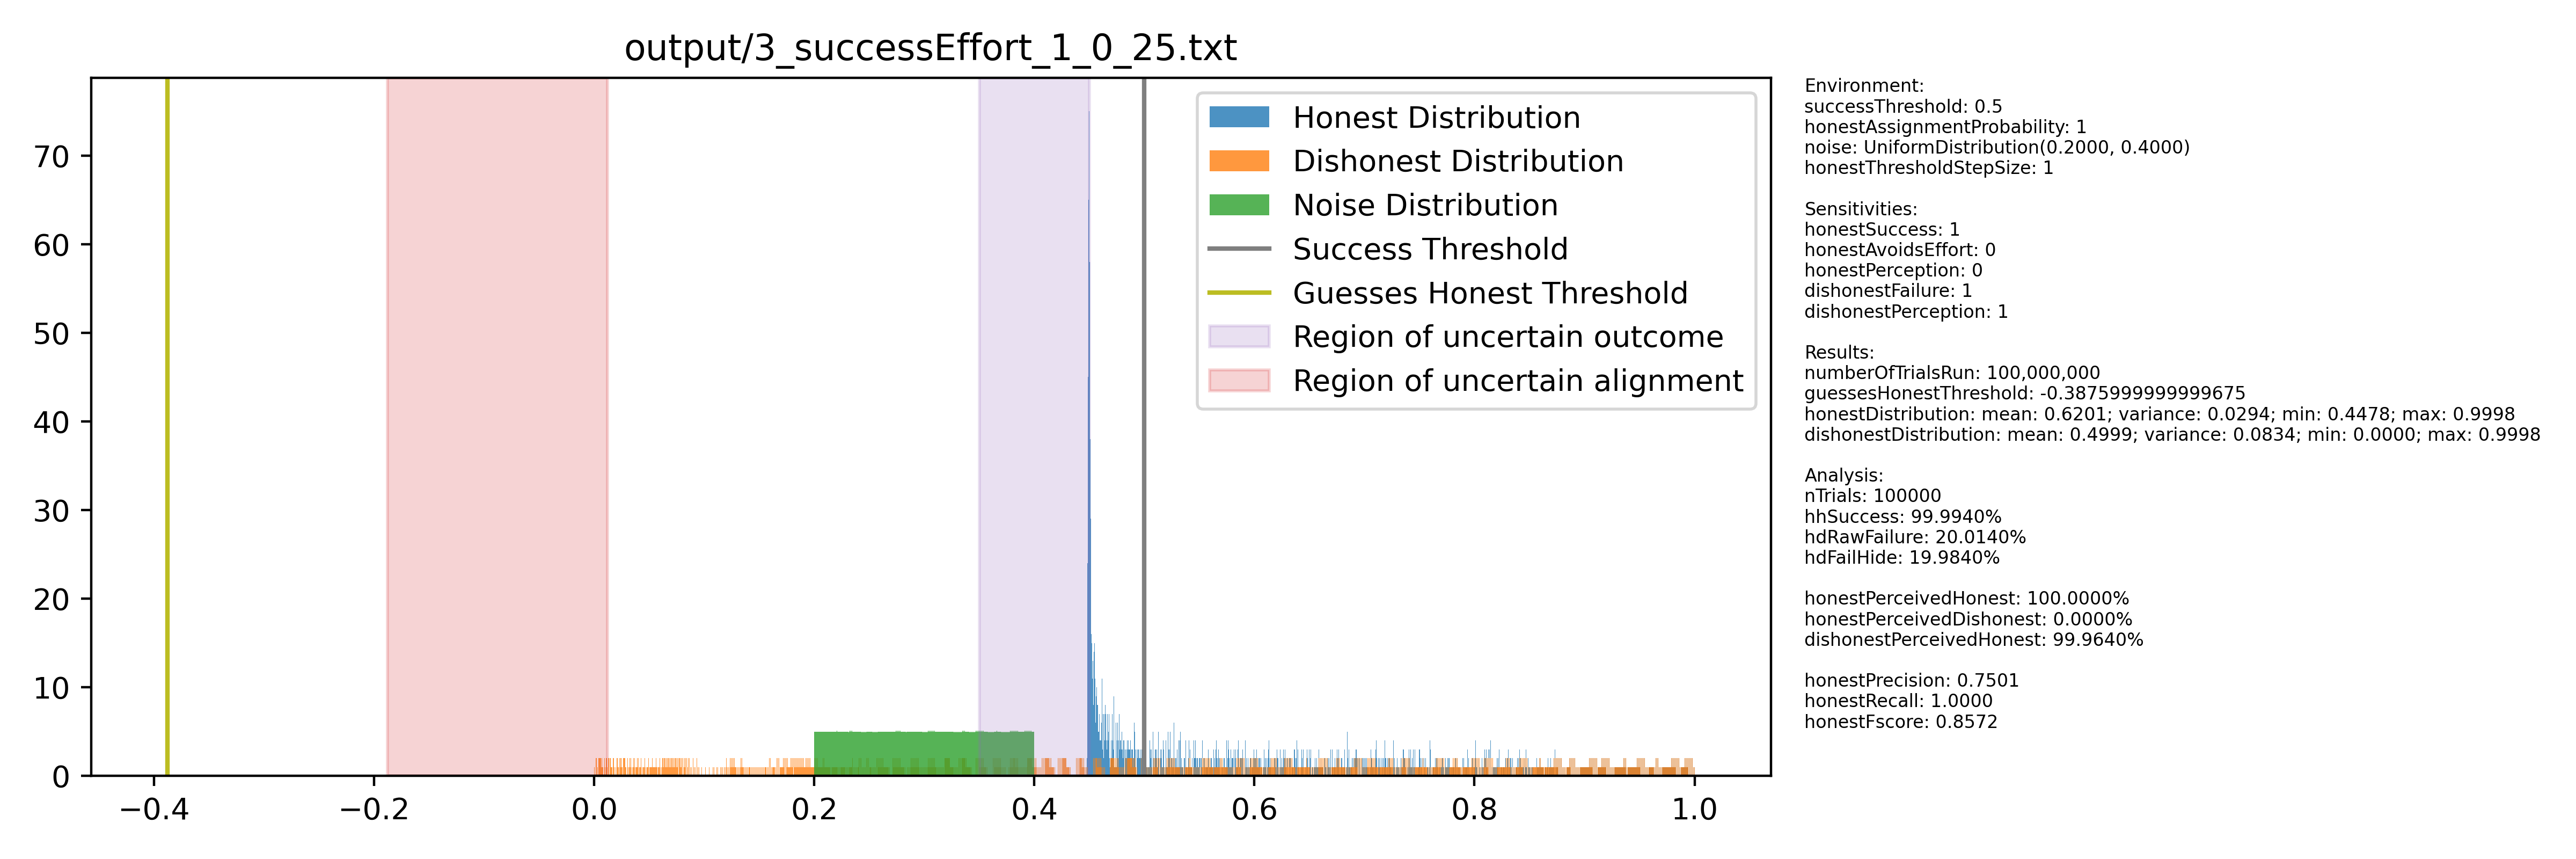 output/3_successEffort_1_0_25.txt
70
60
50
40
30
20
10
0
−0.4
−0.2
0.0
0.2
0.4
0.6
0.8
1.0
Honest Distribution
Dishonest Distribution
Noise Distribution
Success Threshold
Guesses Honest Threshold
Region of uncertain outcome
Region of uncertain alignment
Environment:
successThreshold: 0.5
honestAssignmentProbability: 1
noise: UniformDistribution(0.2000, 0.4000)
honestThresholdStepSize: 1
Sensitivities:
honestSuccess: 1
honestAvoidsEffort: 0
honestPerception: 0
dishonestFailure: 1
dishonestPerception: 1
Results:
numberOfTrialsRun: 100,000,000
guessesHonestThreshold: -0.3875999999999675
honestDistribution: mean: 0.6201; variance: 0.0294; min: 0.4478; max: 0.9998
dishonestDistribution: mean: 0.4999; variance: 0.0834; min: 0.0000; max: 0.9998
Analysis:
nTrials: 100000
hhSuccess: 99.9940%
hdRawFailure: 20.0140%
hdFailHide: 19.9840%
honestPerceivedHonest: 100.0000%
honestPerceivedDishonest: 0.0000%
dishonestPerceivedHonest: 99.9640%
honestPrecision: 0.7501
honestRecall: 1.0000
honestFscore: 0.8572